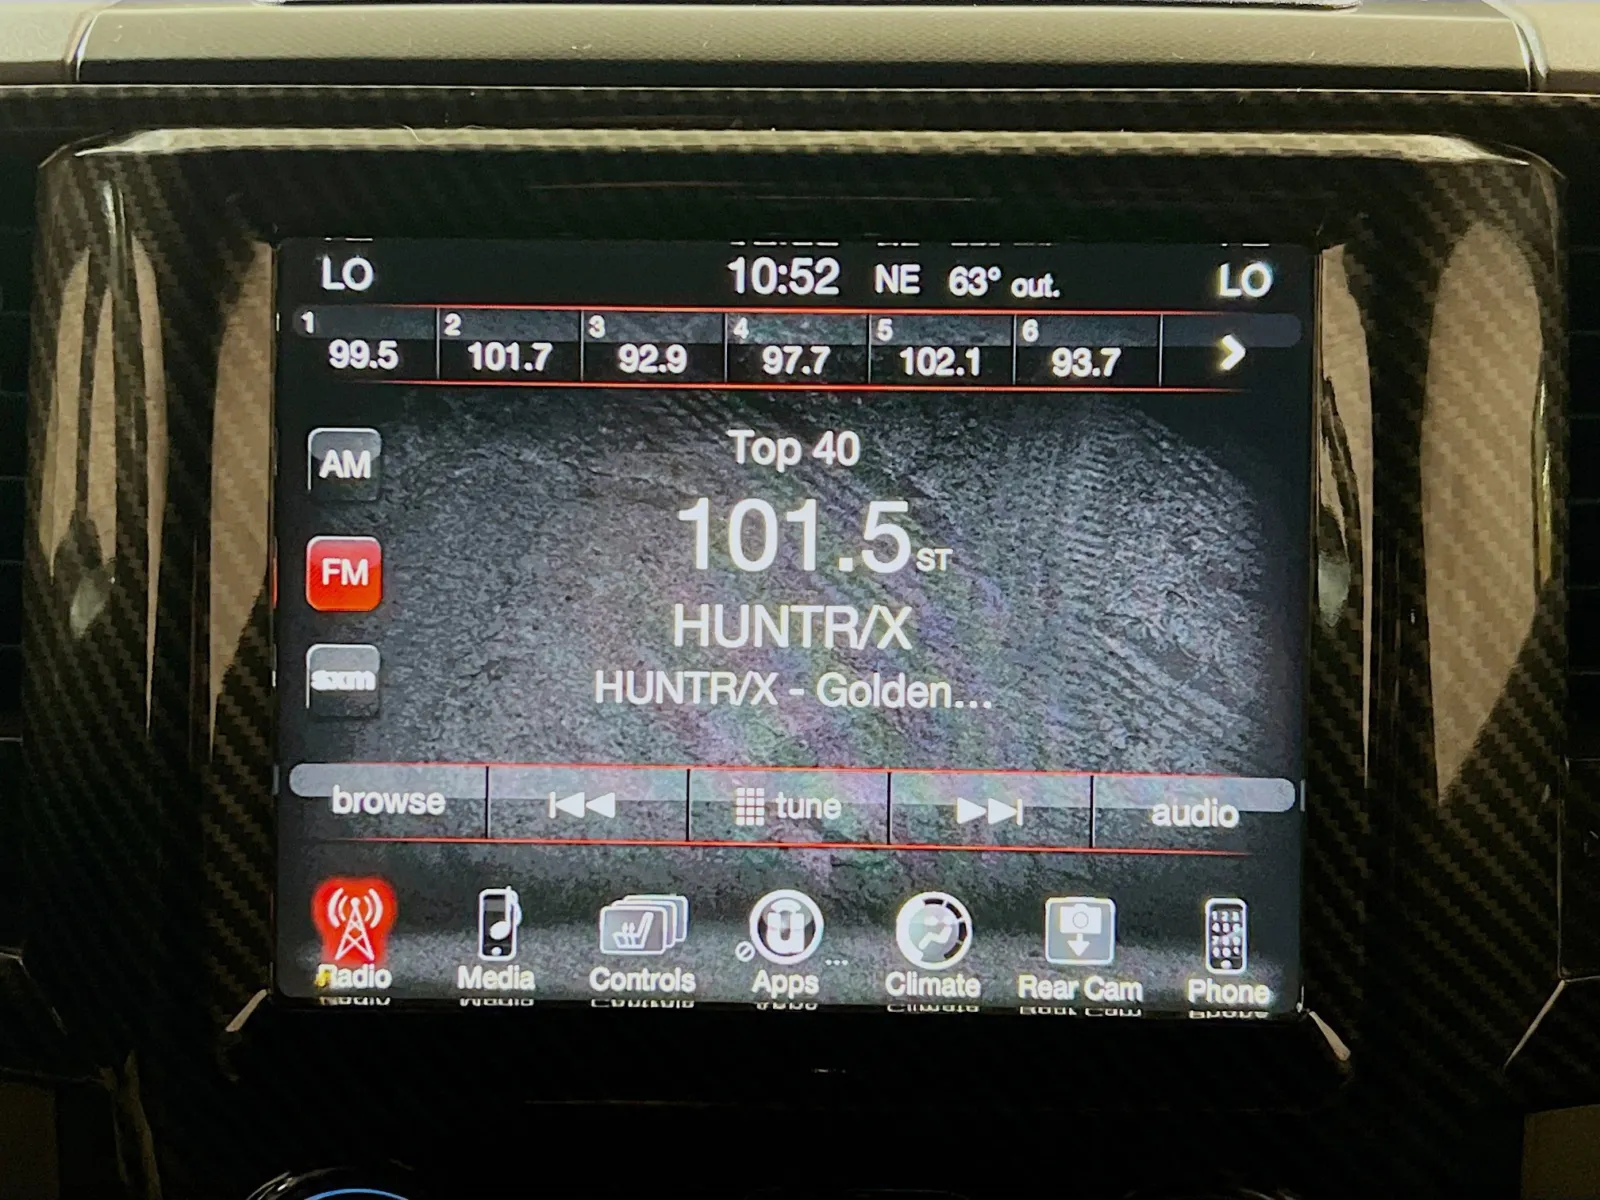 LO 10:52 NE 63° out. LO
1 2 3 4 5 6
99.5 101.7 92.9 97.7 102.1 93.7
Top 40
AM
101.5 ST
FM
HUNTR/X
sxm
HUNTR/X - Golden...
browse tune audio
Radio Media Controls Apps ... Climate Rear Cam Phone